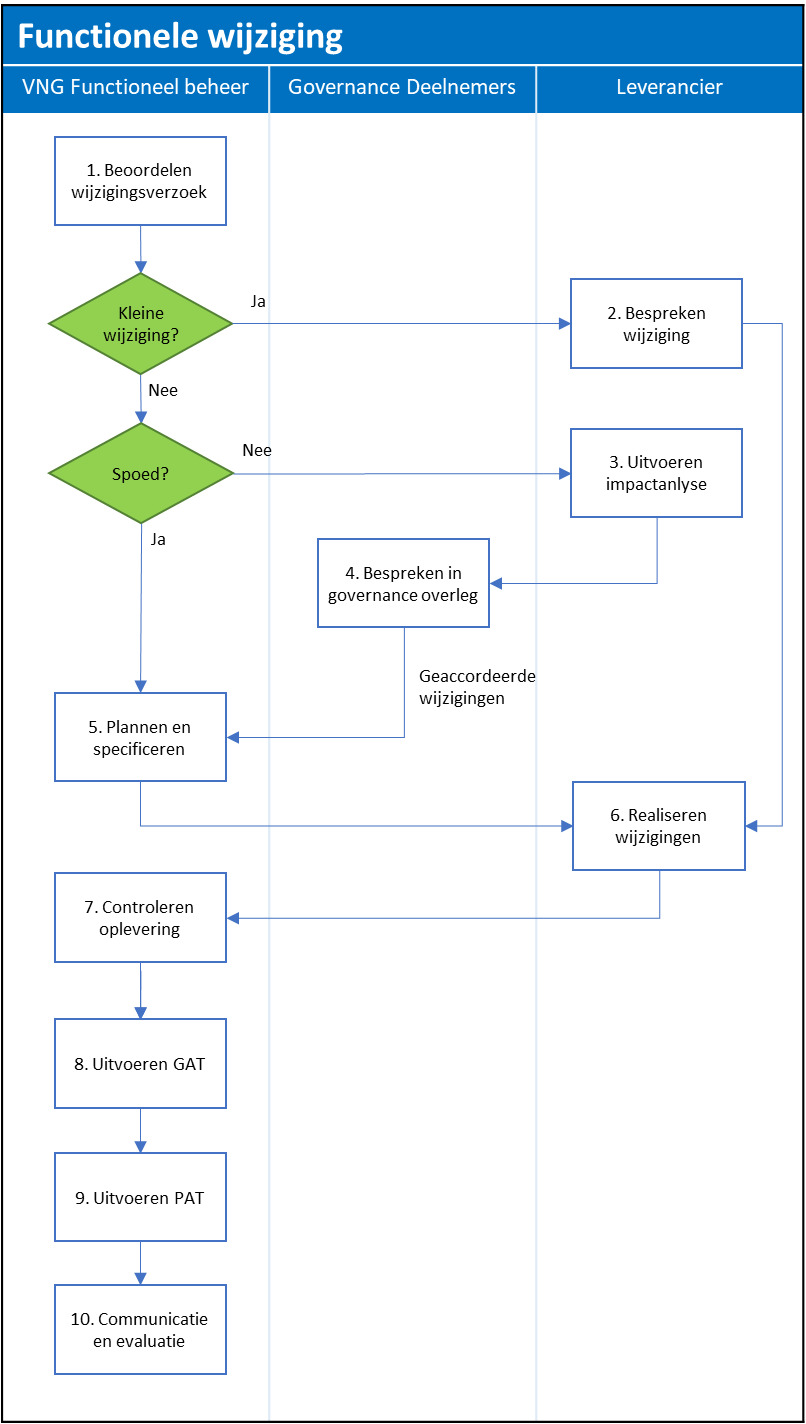 Functionele wijziging
VNG Functioneel beheer
Governance Deelnemers
Leverancier
1. Beoordelen
wijzigingsverzoek
Kleine
wijziging?
Ja
2. Bespreken
wijziging
Nee
Spoed?
Nee
3. Uitvoeren
impactanlyse
Ja
4. Bespreken in
governance overleg
Geaccordeerde
wijzigingen
5. Plannen en
specificeren
6. Realiseren
wijzigingen
7. Controleren
oplevering
8. Uitvoeren GAT
9. Uitvoeren PAT
10. Communicatie
en evaluatie